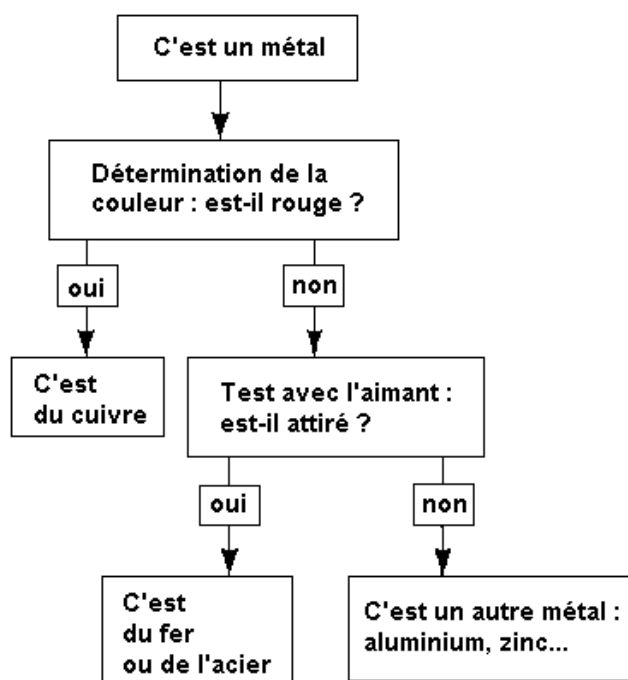 C'est un métal
Détermination de la
couleur : est-il rouge ?
oui
non
C'est
du cuivre
Test avec l'aimant :
est-il attiré ?
oui
non
C'est
du fer
ou de l'acier
C'est un autre métal :
aluminium, zinc...